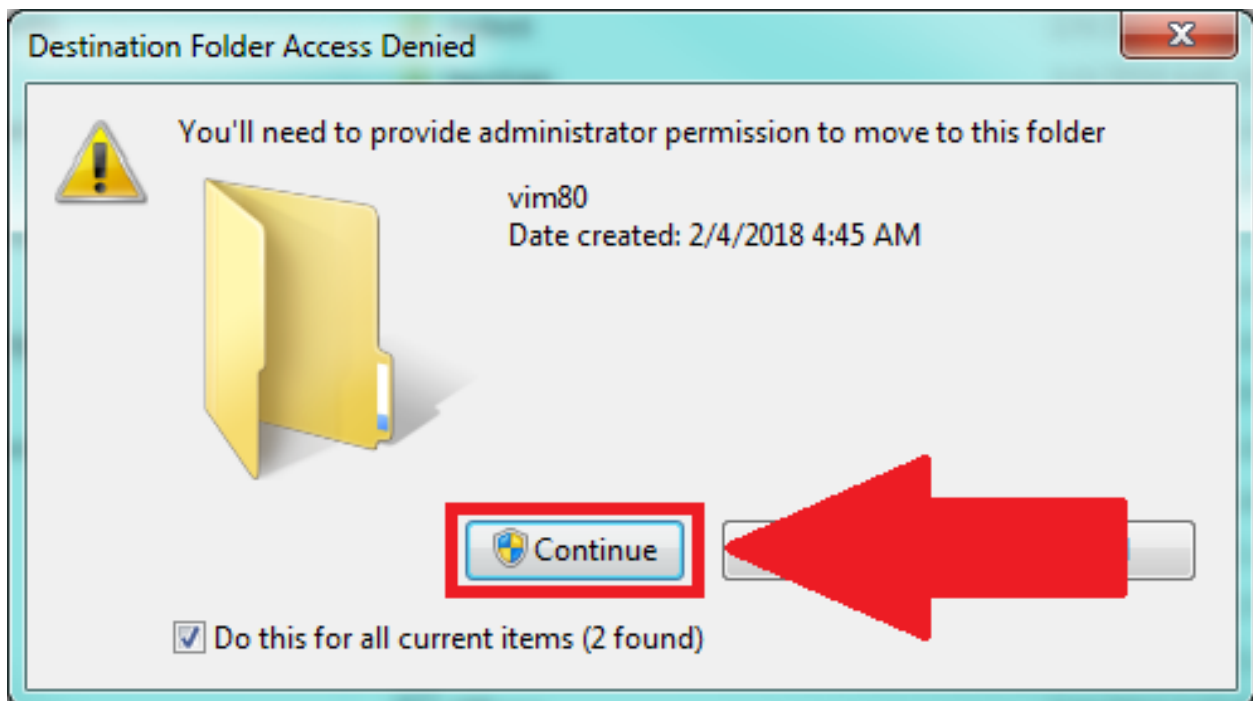 Destination Folder Access Denied
You'll need to provide administrator permission to move to this folder
vim80
Date created: 2/4/2018 4:45 AM
Continue
Do this for all current items (2 found)